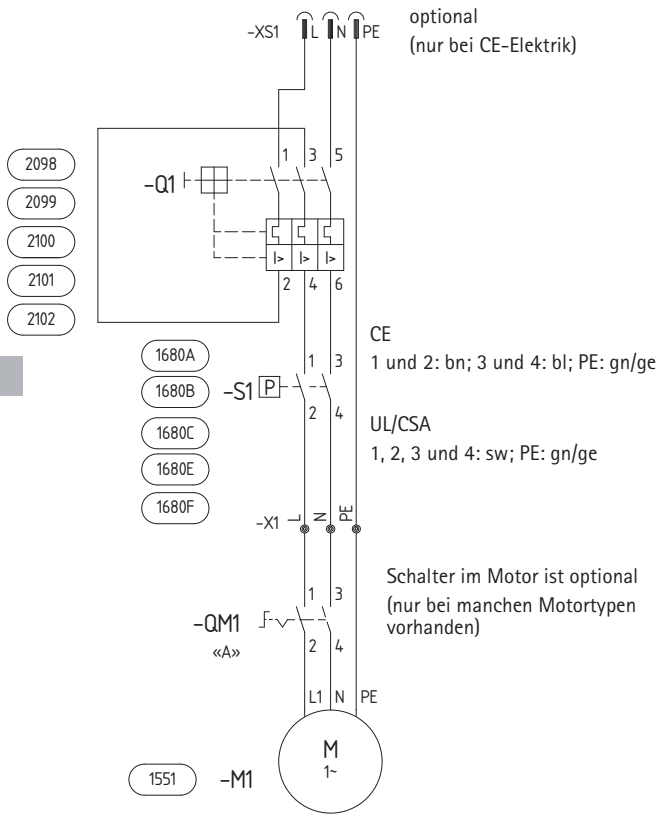 optional
-XS1 L N PE
(nur bei CE-Elektrik)
1 3 5
2098
-Q1
2099
2100
I> I> I>
2101
2 4 6
2102
CE
1680A
1 3
1 und 2: bn; 3 und 4: bl; PE: gn/ge
1680B
-S1 P
2 4
UL/CSA
1680C
1, 2, 3 und 4: sw; PE: gn/ge
1680E
1680F
-X1 L N PE
Schalter im Motor ist optional
1 3
(nur bei manchen Motortypen
-QM1
vorhanden)
2 4
«A»
L1 N PE
M
1~
1551
-M1